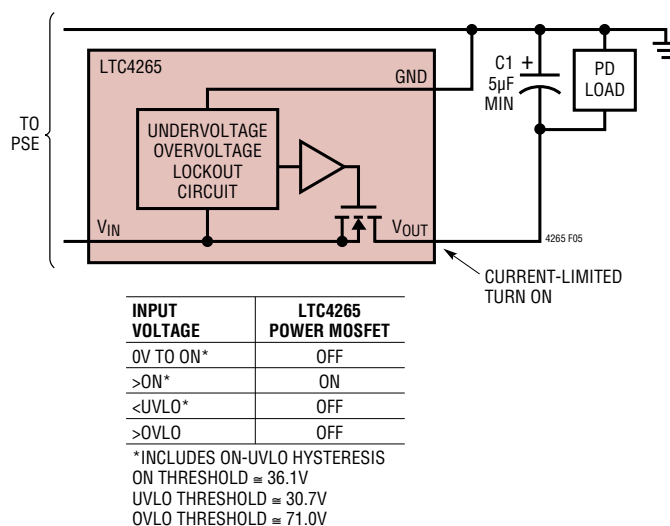 LTC4265
GND
C1 +
5µF
MIN
PD
LOAD
TO
PSE
UNDERVOLTAGE
OVERVOLTAGE
LOCKOUT
CIRCUIT
VIN
VOUT
4265 F05
CURRENT-LIMITED
TURN ON
INPUT VOLTAGE LTC4265 POWER MOSFET
0V TO ON* OFF
>ON* ON
<UVLO* OFF
>OVLO OFF
*INCLUDES ON-UVLO HYSTERESIS
ON THRESHOLD ≅ 36.1V
UVLO THRESHOLD ≅ 30.7V
OVLO THRESHOLD ≅ 71.0V